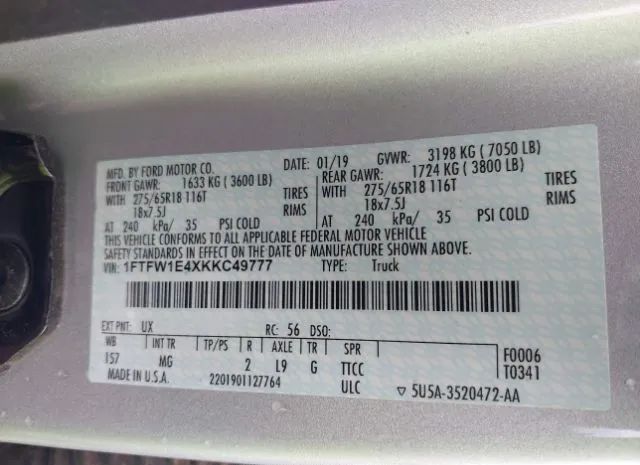 MFD. BY FORD MOTOR CO.
DATE: 01/19 GVWR: 3198 KG ( 7050 LB)
FRONT GAWR: 1633 KG ( 3600 LB) REAR GAWR: 1724 KG ( 3800 LB)
WITH 275/65R18 116T TIRES WITH 275/65R18 116T TIRES
18x7.5J RIMS 18x7.5J RIMS
AT 240 kPa/ 35 PSI COLD AT 240 kPa/ 35 PSI COLD
THIS VEHICLE CONFORMS TO ALL APPLICABLE FEDERAL MOTOR VEHICLE
SAFETY STANDARDS IN EFFECT ON THE DATE OF MANUFACTURE SHOWN ABOVE.
VIN: 1FTFW1E4XKKC49777 TYPE: Truck
EXT PNT: UX RC: 56 DSO:
WB INT TR TP/PS R AXLE TR SPR
157 MG 2 L9 G TTCC
ULC
F0006
T0341
MADE IN U.S.A. 2201901127764
▽ 5U5A-3520472-AA